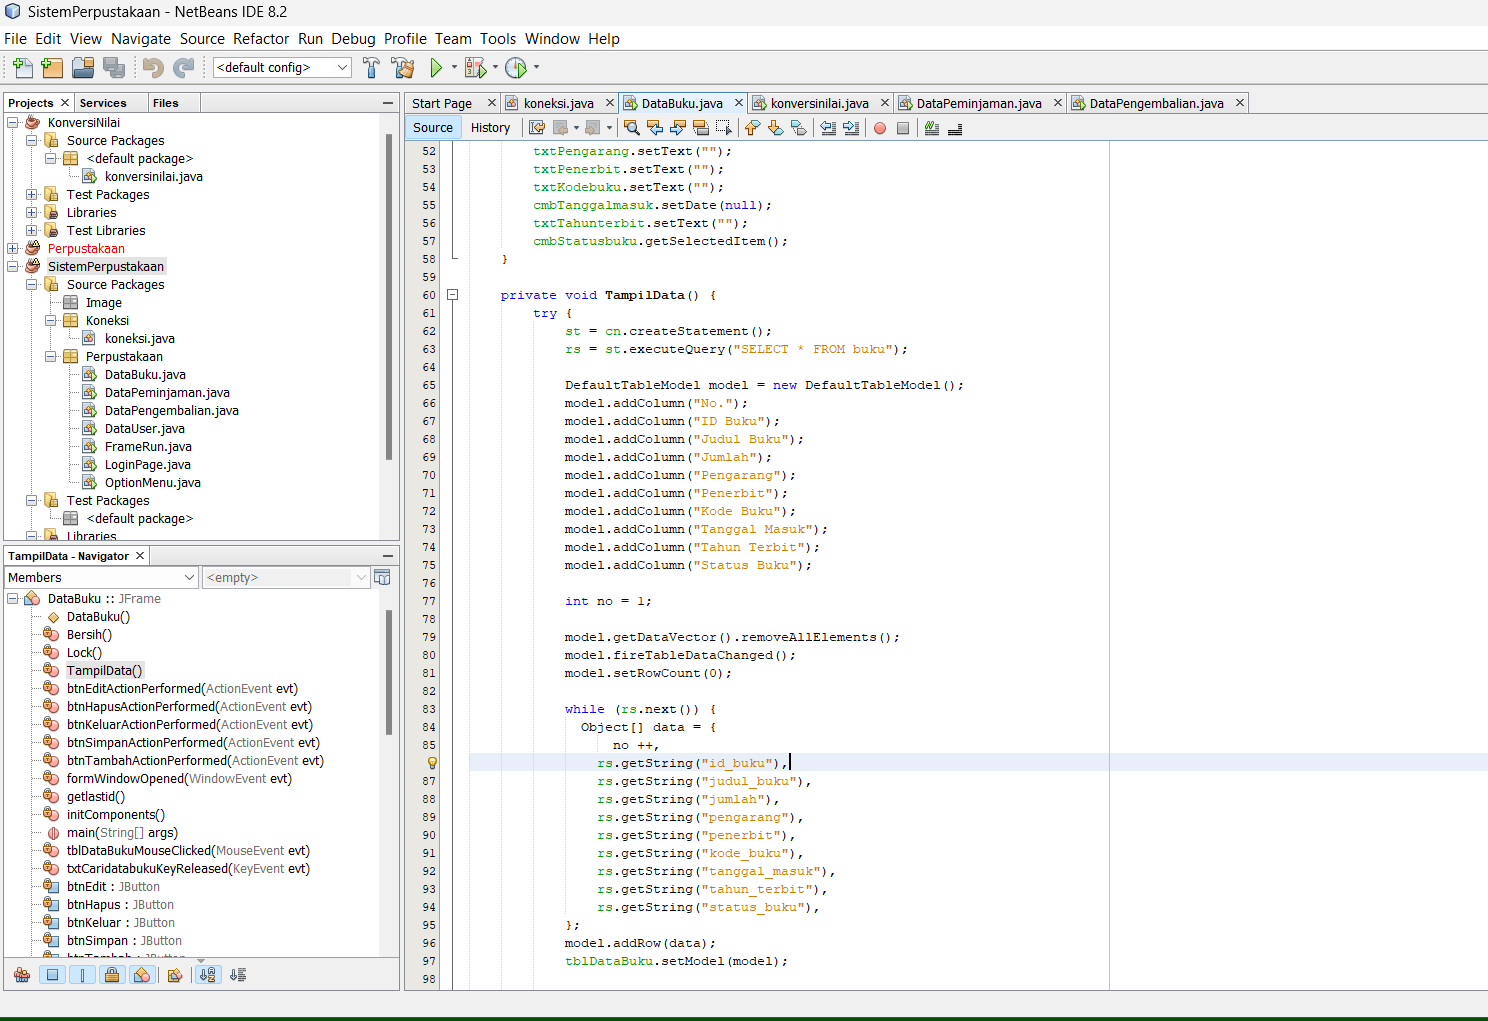 SistemPerpustakaan - NetBeans IDE 8.2
File Edit View Navigate Source Refactor Run Debug Profile Team Tools Window Help
<default config>
Projects Services Files
KonversiNilai
Source Packages
<default package>
konversinilai.java
Test Packages
Libraries
Test Libraries
Perpustakaan
SistemPerpustakaan
Source Packages
Image
Koneksi
koneksi.java
Perpustakaan
DataBuku.java
DataPeminjaman.java
DataPengembalian.java
DataUser.java
FrameRun.java
LoginPage.java
OptionMenu.java
Test Packages
<default package>
Libraries
TampilData - Navigator
Members <empty>
DataBuku :: JFrame
DataBuku()
Bersih()
Lock()
TampilData()
btnEditActionPerformed(ActionEvent evt)
btnHapusActionPerformed(ActionEvent evt)
btnKeluarActionPerformed(ActionEvent evt)
btnSimpanActionPerformed(ActionEvent evt)
btnTambahActionPerformed(ActionEvent evt)
formWindowOpened(WindowEvent evt)
getlastid()
initComponents()
main(String[] args)
tblDataBukuMouseClicked(MouseEvent evt)
txtCaridatabukuKeyReleased(KeyEvent evt)
btnEdit : JButton
btnHapus : JButton
btnKeluar : JButton
btnSimpan : JButton
btnTambah : JButton
Start Page koneksi.java DataBuku.java konversinilai.java DataPeminjaman.java DataPengembalian.java
Source History
52 txtPengarang.setText("");
53 txtPenerbit.setText("");
54 txtKodebuku.setText("");
55 cmbTanggalmasuk.setDate(null);
56 txtTahunterbit.setText("");
57 cmbStatusbuku.getSelectedItem();
58 }
59
60 private void TampilData() {
61 try {
62 st = cn.createStatement();
63 rs = st.executeQuery("SELECT * FROM buku");
64
65 DefaultTableModel model = new DefaultTableModel();
66 model.addColumn("No.");
67 model.addColumn("ID Buku");
68 model.addColumn("Judul Buku");
69 model.addColumn("Jumlah");
70 model.addColumn("Pengarang");
71 model.addColumn("Penerbit");
72 model.addColumn("Kode Buku");
73 model.addColumn("Tanggal Masuk");
74 model.addColumn("Tahun Terbit");
75 model.addColumn("Status Buku");
76
77 int no = 1;
78
79 model.getDataVector().removeAllElements();
80 model.fireTableDataChanged();
81 model.setRowCount(0);
82
83 while (rs.next()) {
84 Object[] data = {
85 no ++,
rs.getString("id_buku"),
87 rs.getString("judul_buku"),
88 rs.getString("jumlah"),
89 rs.getString("pengarang"),
90 rs.getString("penerbit"),
91 rs.getString("kode_buku"),
92 rs.getString("tanggal_masuk"),
93 rs.getString("tahun_terbit"),
94 rs.getString("status_buku"),
95 };
96 model.addRow(data);
97 tblDataBuku.setModel(model);
98